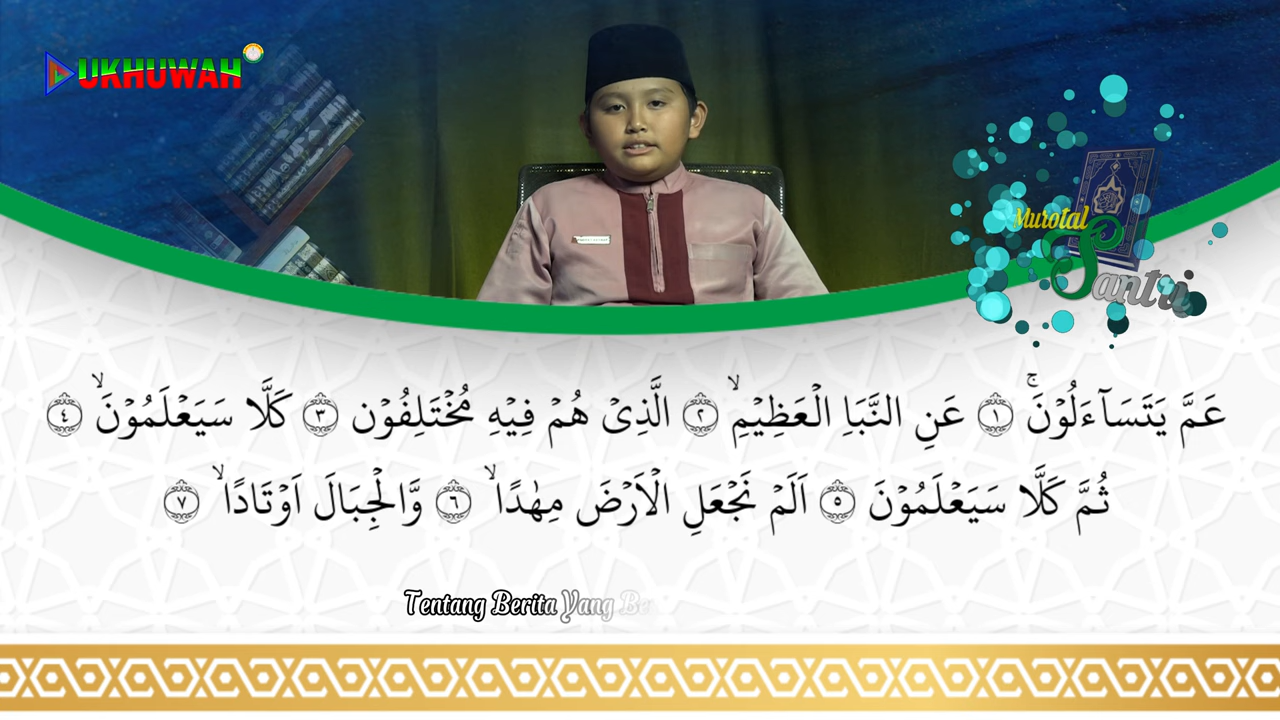 UKHUWAH
Murotal
Santri
عَمَّ يَتَسَاۤءَلُوْنَۚ ۝١ عَنِ النَّبَاِ الْعَظِيْمِۙ ۝٢ الَّذِيْ هُمْ فِيْهِ مُخْتَلِفُوْنَ ۝٣ كَلَّا سَيَعْلَمُوْنَۙ ۝٤
ثُمَّ كَلَّا سَيَعْلَمُوْنَ ۝٥ اَلَمْ نَجْعَلِ الْاَرْضَ مِهٰدًاۙ ۝٦ وَّالْجِبَالَ اَوْتَادًاۙ ۝٧
Tentang Berita Yang Be